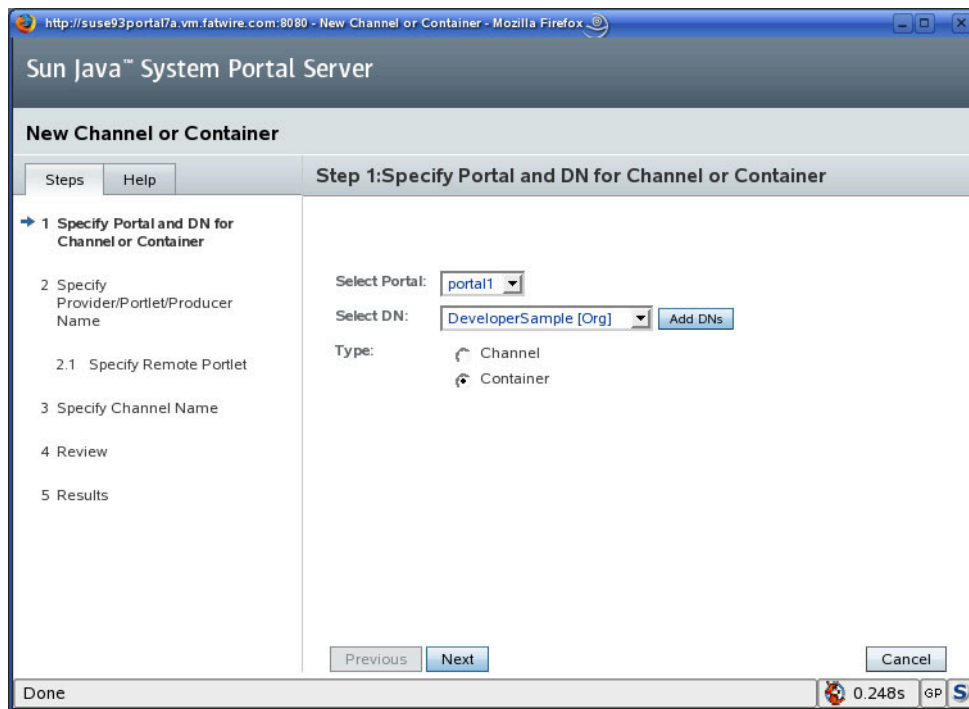 http://suse93portal7a.vm.fatwire.com:8080 - New Channel or Container - Mozilla Firefox
Sun Java™ System Portal Server
New Channel or Container
Steps
Help
Step 1:Specify Portal and DN for Channel or Container
1 Specify Portal and DN for
Channel or Container
2 Specify
Provider/Portlet/Producer
Name
2.1 Specify Remote Portlet
3 Specify Channel Name
4 Review
5 Results
Select Portal: portal1
Select DN: DeveloperSample [Org] Add DNs
Type: Channel
Container
Previous Next Cancel
Done 0.248s GP S